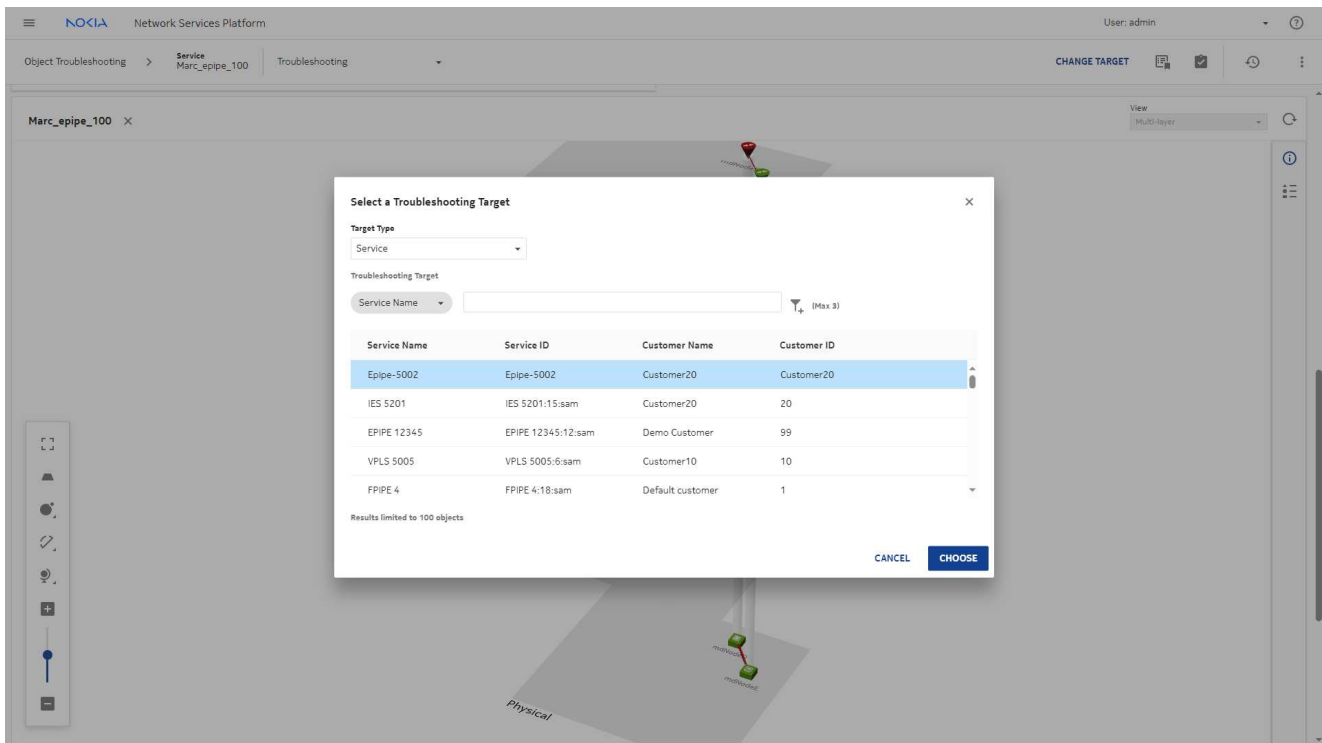 NOKIA Network Services Platform User: admin
Object Troubleshooting > Service Marc_epipe_100 Troubleshooting CHANGE TARGET
Marc_epipe_100
View
Multi-layer
Select a Troubleshooting Target
Target Type
Service
Troubleshooting Target
Service Name (Max 3)
Service Name Service ID Customer Name Customer ID
Epipe-5002 Epipe-5002 Customer20 Customer20
IES 5201 IES 5201:15:sam Customer20 20
EPIPE 12345 EPIPE 12345:12:sam Demo Customer 99
VPLS 5005 VPLS 5005:6:sam Customer10 10
FPIPE 4 FPIPE 4:18:sam Default customer 1
Results limited to 100 objects
CANCEL CHOOSE
Physical